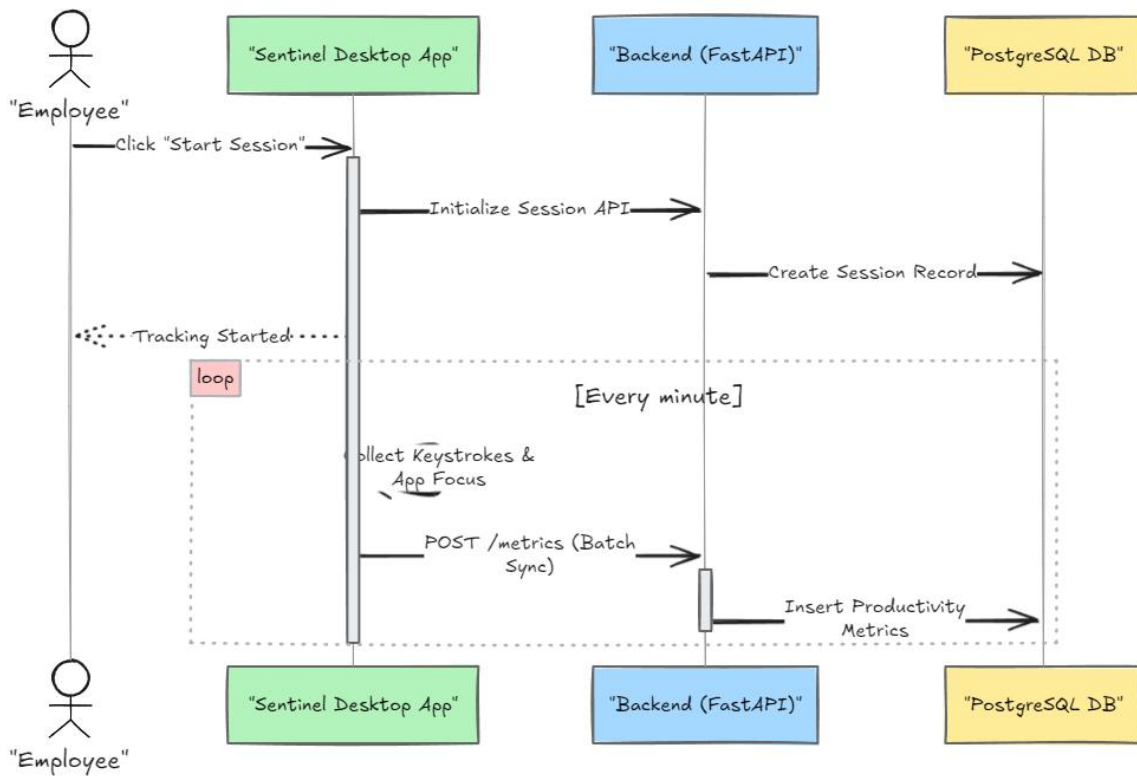 "Sentinel Desktop App"
"Backend (FastAPI)"
"PostgreSQL DB"
"Employee"
Click "Start Session"
Initialize Session API
Create Session Record
Tracking Started
loop
[Every minute]
Collect Keystrokes &
App Focus
POST /metrics (Batch
Sync)
Insert Productivity
Metrics
"Sentinel Desktop App"
"Backend (FastAPI)"
"PostgreSQL DB"
"Employee"